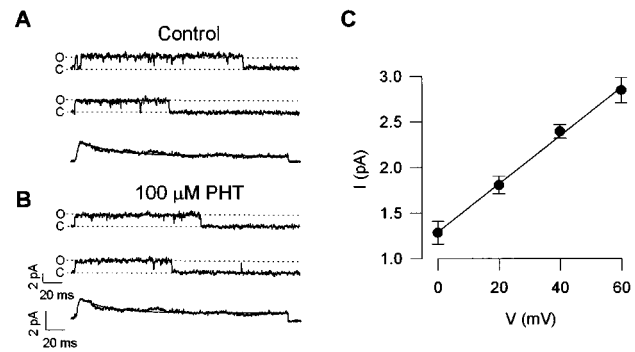 A
Control
O
C
O
C
B
100 μM PHT
O
C
O
C
2 pA
20 ms
2 pA
20 ms
C
I (pA)
3.0
2.5
2.0
1.5
1.0
0 20 40 60
V (mV)